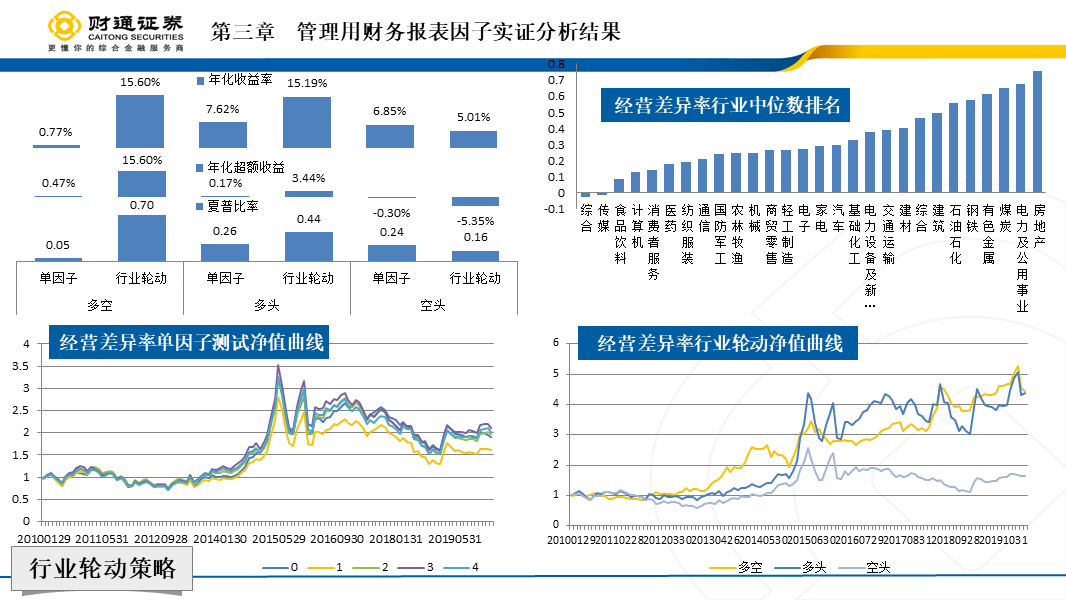 财通证券
CAITONG SECURITIES
更懂你的综合金融服务商
第三章 管理用财务报表因子实证分析结果
年化收益率
0.77%
15.60%
7.62%
15.19%
6.85%
5.01%
年化超额收益
0.47%
15.60%
0.17%
3.44%
-0.30%
-5.35%
夏普比率
0.05
0.70
0.26
0.44
0.24
0.16
单因子 行业轮动 单因子 行业轮动 单因子 行业轮动
多空 多头 空头
经营差异率行业中位数排名
0.8
0.7
0.6
0.5
0.4
0.3
0.2
0.1
0
-0.1
综合
传媒
食品饮料
计算机
消费者服务
医药
纺织服装
通信
国防军工
农林牧渔
机械
商贸零售
轻工制造
电子
家电
汽车
基础化工
电力设备及新…
交通运输
建材
综合
建筑
石油石化
钢铁
有色金属
煤炭
电力及公用事业
房地产
经营差异率单因子测试净值曲线
4
3.5
3
2.5
2
1.5
1
0.5
0
20100129 20110531 20120928 20140130 20150529 20160930 20180131 20190531
0 1 2 3 4
经营差异率行业轮动净值曲线
6
5
4
3
2
1
0
20100129 20110228 20120330 20130426 20140530 20150630 20160729 20170831 20180928 20191031
多空 多头 空头
行业轮动策略